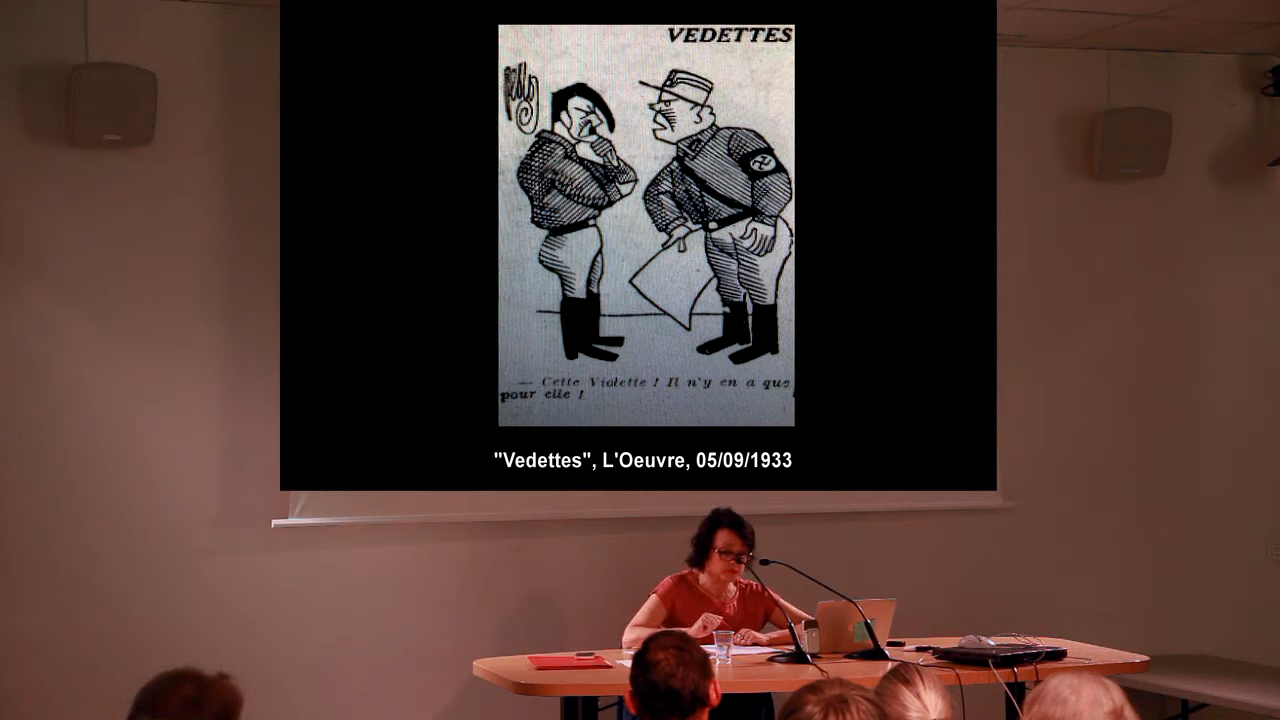 VEDETTES
— Cette Violette ! Il n'y en a que
pour elle !
"Vedettes", L'Oeuvre, 05/09/1933